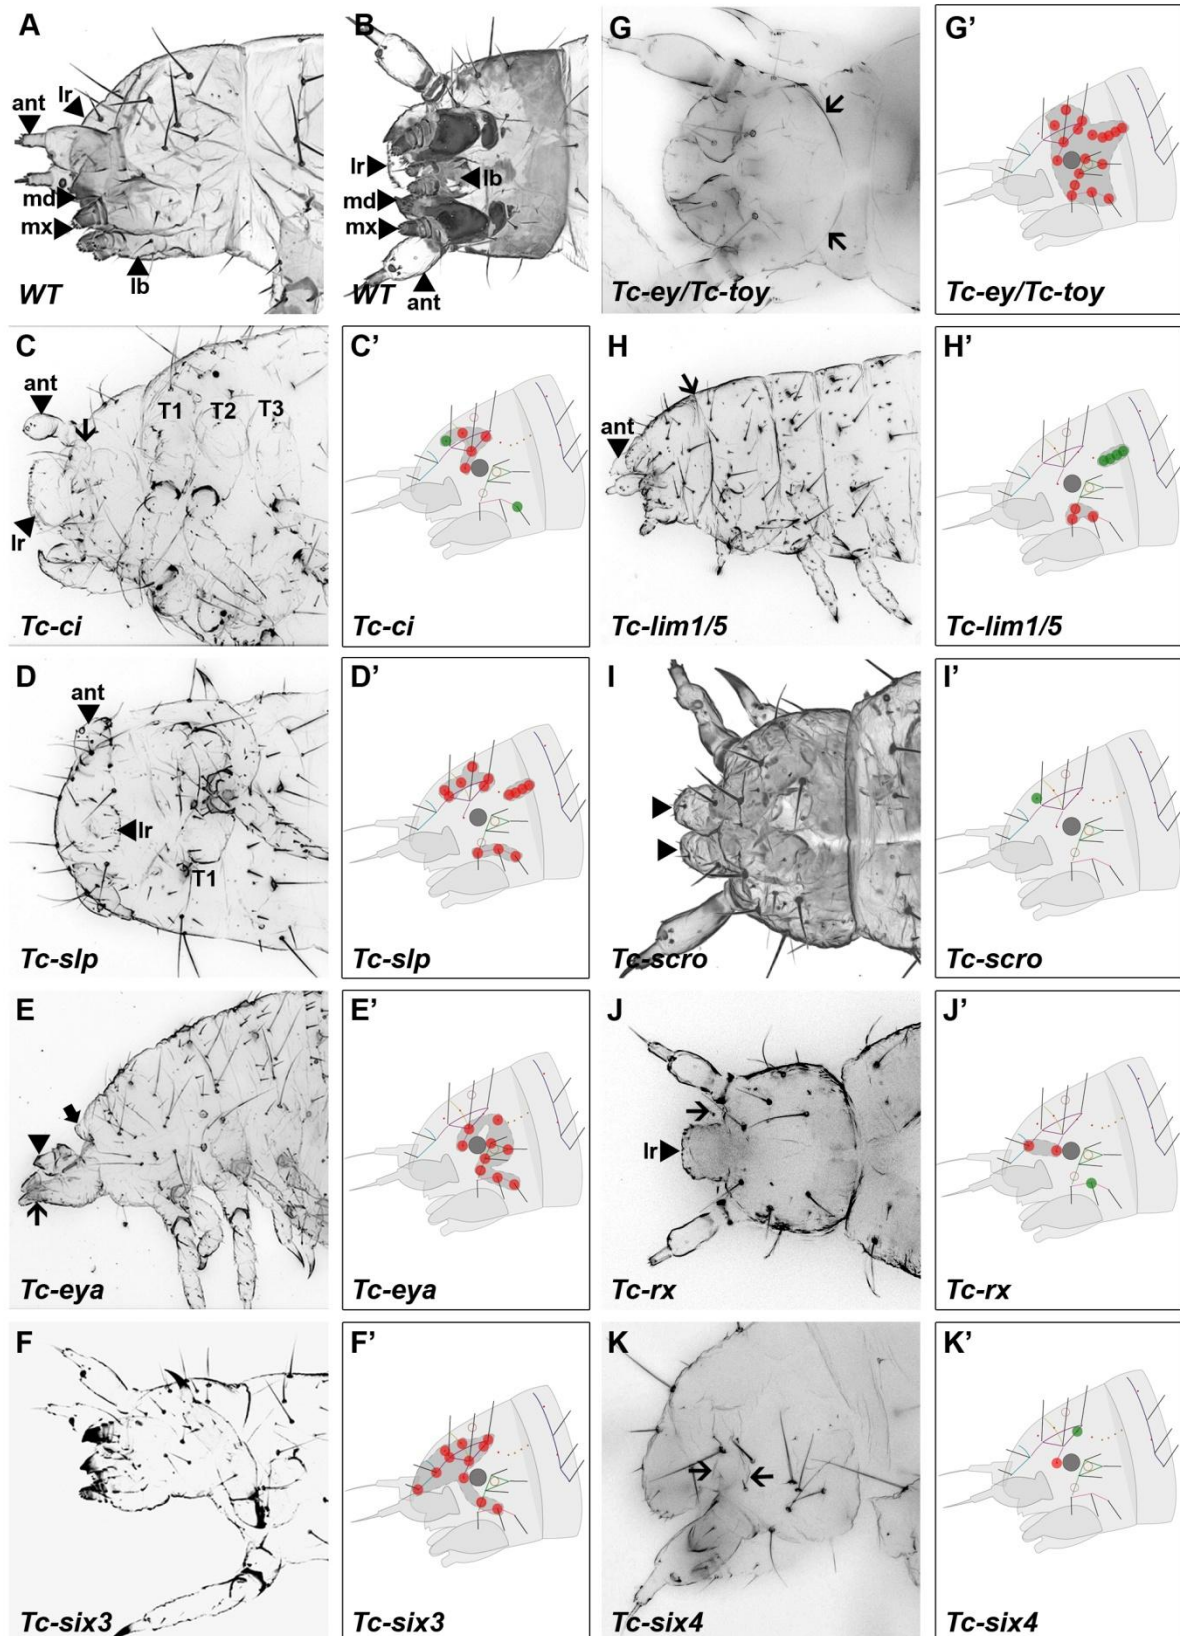 A
lr
ant
md
mx
lb
WT
B
lr
lb
md
mx
ant
WT
G
Tc-ey/Tc-toy
G’
Tc-ey/Tc-toy
C
ant
T1
T2
T3
lr
Tc-ci
C’
Tc-ci
H
ant
Tc-lim1/5
H’
Tc-lim1/5
D
ant
lr
T1
Tc-slp
D’
Tc-slp
I
Tc-scro
I’
Tc-scro
E
Tc-eya
E’
Tc-eya
J
lr
Tc-rx
J’
Tc-rx
F
Tc-six3
F’
Tc-six3
K
Tc-six4
K’
Tc-six4